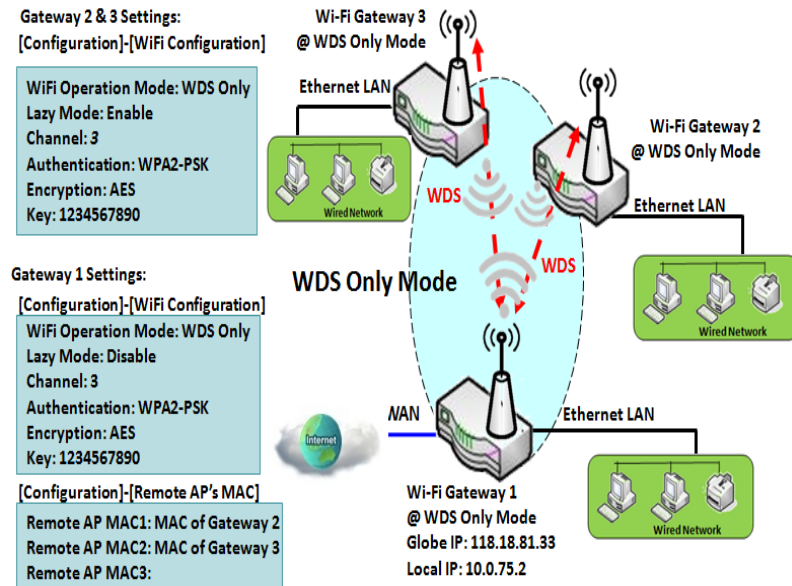 Gateway 2 & 3 Settings:
[Configuration]-[WiFi Configuration]
WiFi Operation Mode: WDS Only
Lazy Mode: Enable
Channel: 3
Authentication: WPA2-PSK
Encryption: AES
Key: 1234567890
Wi-Fi Gateway 3
@ WDS Only Mode
Ethernet LAN
Wired Network
Wi-Fi Gateway 2
@ WDS Only Mode
Ethernet LAN
Wired Network
WDS
WDS
WDS Only Mode
Gateway 1 Settings:
[Configuration]-[WiFi Configuration]
WiFi Operation Mode: WDS Only
Lazy Mode: Disable
Channel: 3
Authentication: WPA2-PSK
Encryption: AES
Key: 1234567890
[Configuration]-[Remote AP's MAC]
Remote AP MAC1: MAC of Gateway 2
Remote AP MAC2: MAC of Gateway 3
Remote AP MAC3:
Internet
WAN
Ethernet LAN
Wired Network
Wi-Fi Gateway 1
@ WDS Only Mode
Globe IP: 118.18.81.33
Local IP: 10.0.75.2